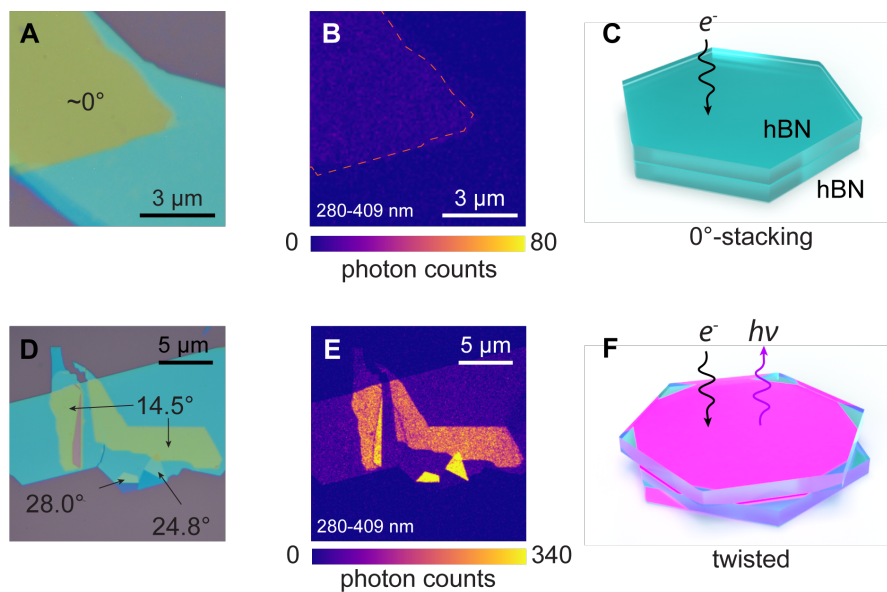 A
~0°
3 μm
B
280-409 nm
3 μm
0
80
photon counts
C
e-
hBN
hBN
0°-stacking
D
5 μm
14.5°
28.0°
24.8°
E
5 μm
280-409 nm
0
340
photon counts
F
e-
hν
twisted